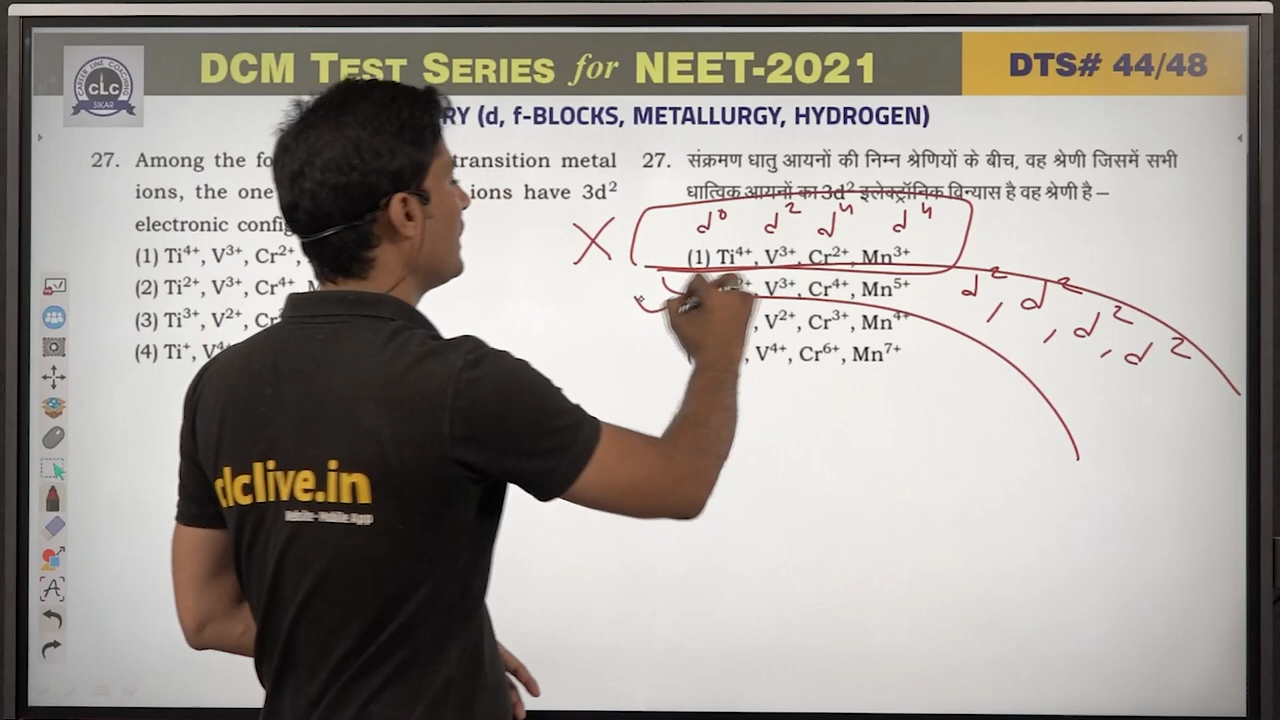 DCM TEST SERIES for NEET-2021
DTS# 44/48
CAREER LINE COACHING
CLC
SIKAR
RY (d, f-BLOCKS, METALLURGY, HYDROGEN)
27. Among the fo transition metal
ions, the one ions have 3d²
electronic confi
(1) Ti⁴⁺, V³⁺, Cr²⁺,
(2) Ti²⁺, V³⁺, Cr⁴⁺, M
(3) Ti³⁺, V²⁺, Cr
(4) Ti⁺, V⁴⁺
27. संक्रमण धातु आयनों की निम्न श्रेणियों के बीच, वह श्रेणी जिसमें सभी
धात्विक आयनों का 3d² इलेक्ट्रॉनिक विन्यास है वह श्रेणी है –
d⁰ d² d⁴ d⁴
X
(1) Ti⁴⁺, V³⁺, Cr²⁺, Mn³⁺
⁺, V³⁺, Cr⁴⁺, Mn⁵⁺
, V²⁺, Cr³⁺, Mn⁴⁺
, V⁴⁺, Cr⁶⁺, Mn⁷⁺
d², d², d², d²
clclive.in